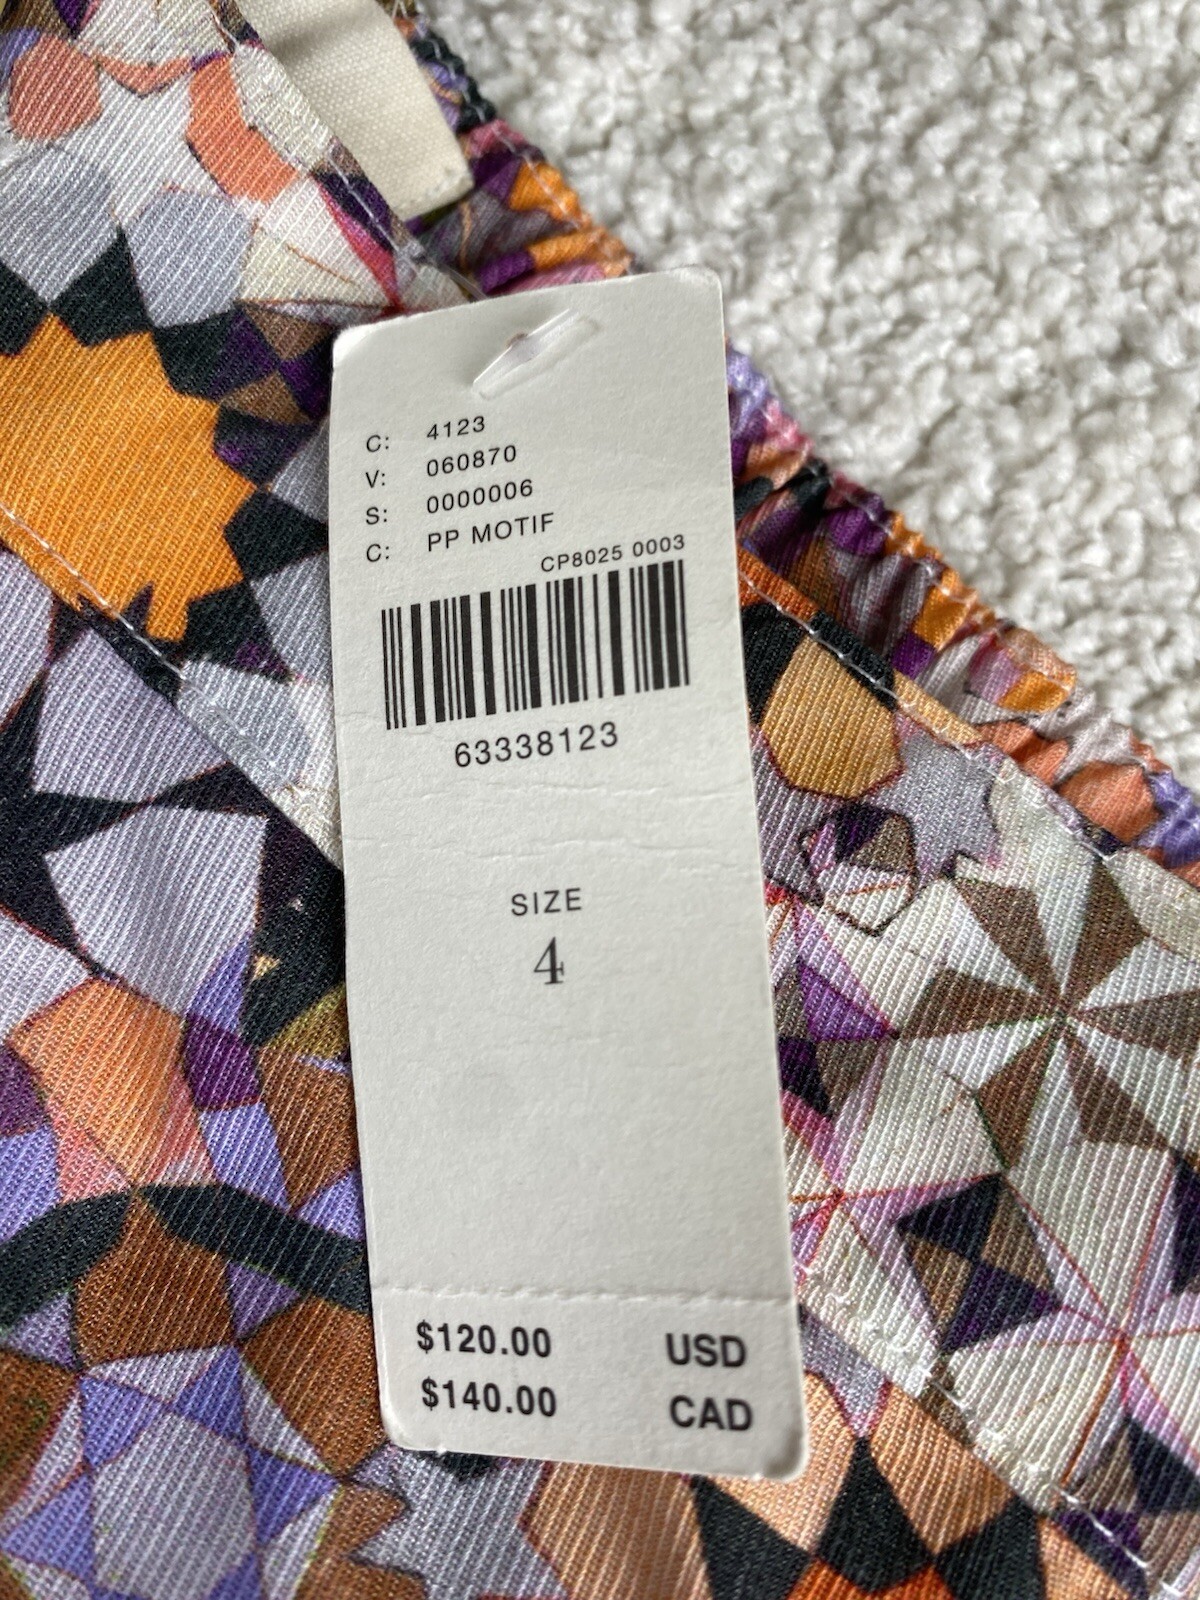 C: 4123
V: 060870
S: 0000006
C: PP MOTIF
CP8025 0003
63338123
SIZE
4
$120.00 USD
$140.00 CAD